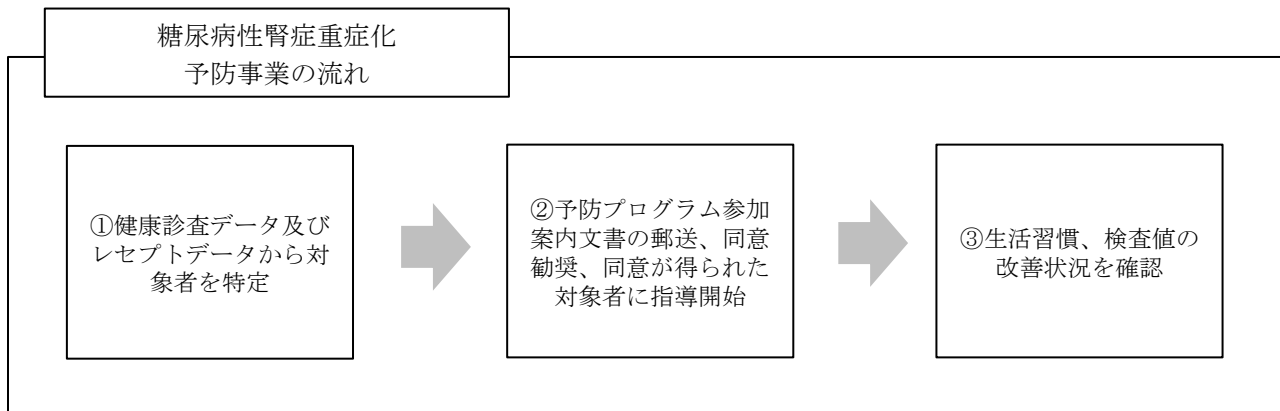 糖尿病性腎症重症化
予防事業の流れ
①健康診査データ及び
レセプトデータから対
象者を特定
②予防プログラム参加
案内文書の郵送、同意
勧奨、同意が得られた
対象者に指導開始
③生活習慣、検査値の
改善状況を確認